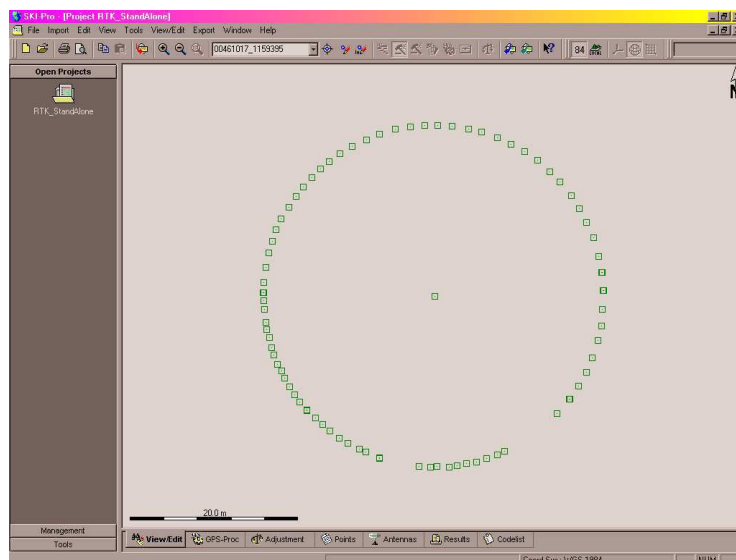 SKI-Pro - [Project RTK_StandAlone]
File Import Edit View Tools View/Edit Export Window Help
00461017_1159395
84
Open Projects
RTK_StandAlone
N
20.0 m
Management
Tools
View/Edit GPS-Proc Adjustment Points Antennas Results Codelist
NUM